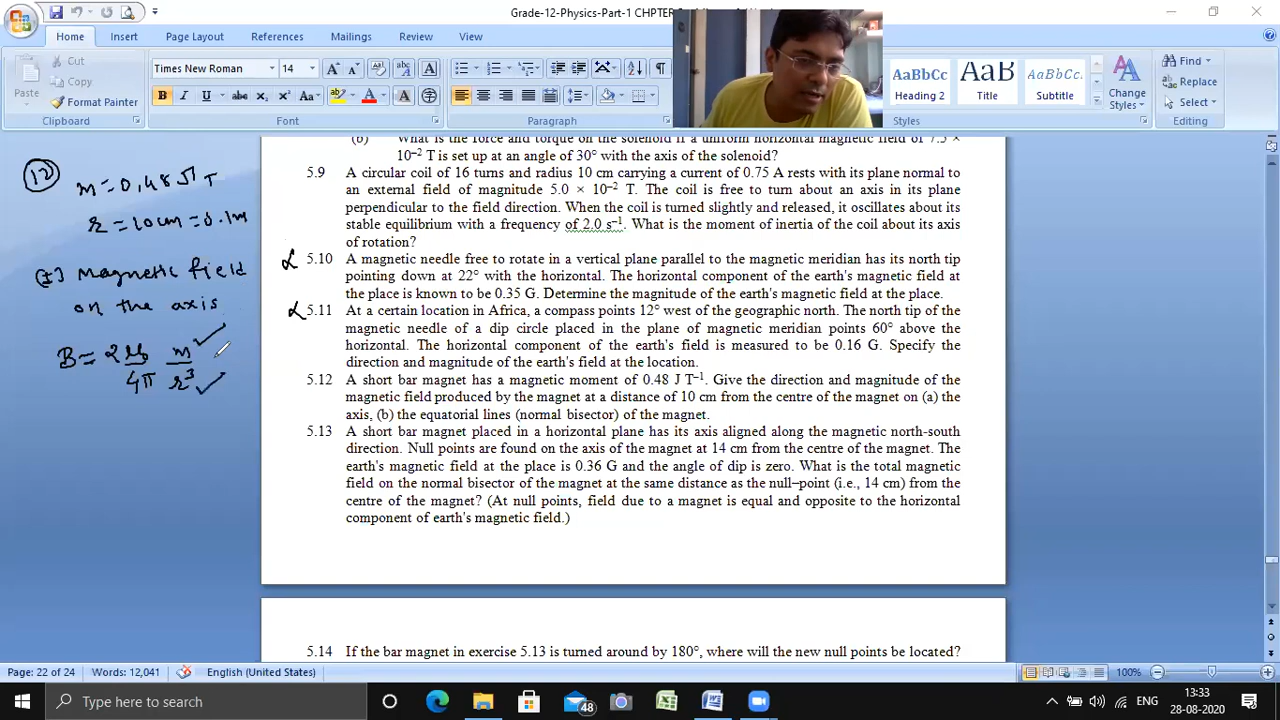 Grade-12-Physics-Part-1 CHPTER
Home Insert Page Layout References Mailings Review View
Paste
Cut
Copy
Format Painter
Clipboard
Times New Roman 14
Font
Paragraph
AaBbCc AaB AaBbCc
Heading 2 Title Subtitle
Change Styles
Styles
Find
Replace
Select
Editing
(b) What is the force and torque on the solenoid if a uniform horizontal magnetic field of 7.5 ×
10⁻² T is set up at an angle of 30° with the axis of the solenoid?
5.9 A circular coil of 16 turns and radius 10 cm carrying a current of 0.75 A rests with its plane normal to
an external field of magnitude 5.0 × 10⁻² T. The coil is free to turn about an axis in its plane
perpendicular to the field direction. When the coil is turned slightly and released, it oscillates about its
stable equilibrium with a frequency of 2.0 s⁻¹. What is the moment of inertia of the coil about its axis
of rotation?
5.10 A magnetic needle free to rotate in a vertical plane parallel to the magnetic meridian has its north tip
pointing down at 22° with the horizontal. The horizontal component of the earth's magnetic field at
the place is known to be 0.35 G. Determine the magnitude of the earth's magnetic field at the place.
5.11 At a certain location in Africa, a compass points 12° west of the geographic north. The north tip of the
magnetic needle of a dip circle placed in the plane of magnetic meridian points 60° above the
horizontal. The horizontal component of the earth's field is measured to be 0.16 G. Specify the
direction and magnitude of the earth's field at the location.
5.12 A short bar magnet has a magnetic moment of 0.48 J T⁻¹. Give the direction and magnitude of the
magnetic field produced by the magnet at a distance of 10 cm from the centre of the magnet on (a) the
axis, (b) the equatorial lines (normal bisector) of the magnet.
5.13 A short bar magnet placed in a horizontal plane has its axis aligned along the magnetic north-south
direction. Null points are found on the axis of the magnet at 14 cm from the centre of the magnet. The
earth's magnetic field at the place is 0.36 G and the angle of dip is zero. What is the total magnetic
field on the normal bisector of the magnet at the same distance as the null–point (i.e., 14 cm) from the
centre of the magnet? (At null points, field due to a magnet is equal and opposite to the horizontal
component of earth's magnetic field.)
5.14 If the bar magnet in exercise 5.13 is turned around by 180°, where will the new null points be located?
(12) m = 0.48 J T
r = 10 cm = 0.1 m
(I) Magnetic field
on the axis
B = 2 μ₀/4π m/r³
Page: 22 of 24 Words: 12,041 English (United States) 100%
Type here to search
48
ENG
13:33
28-08-2020